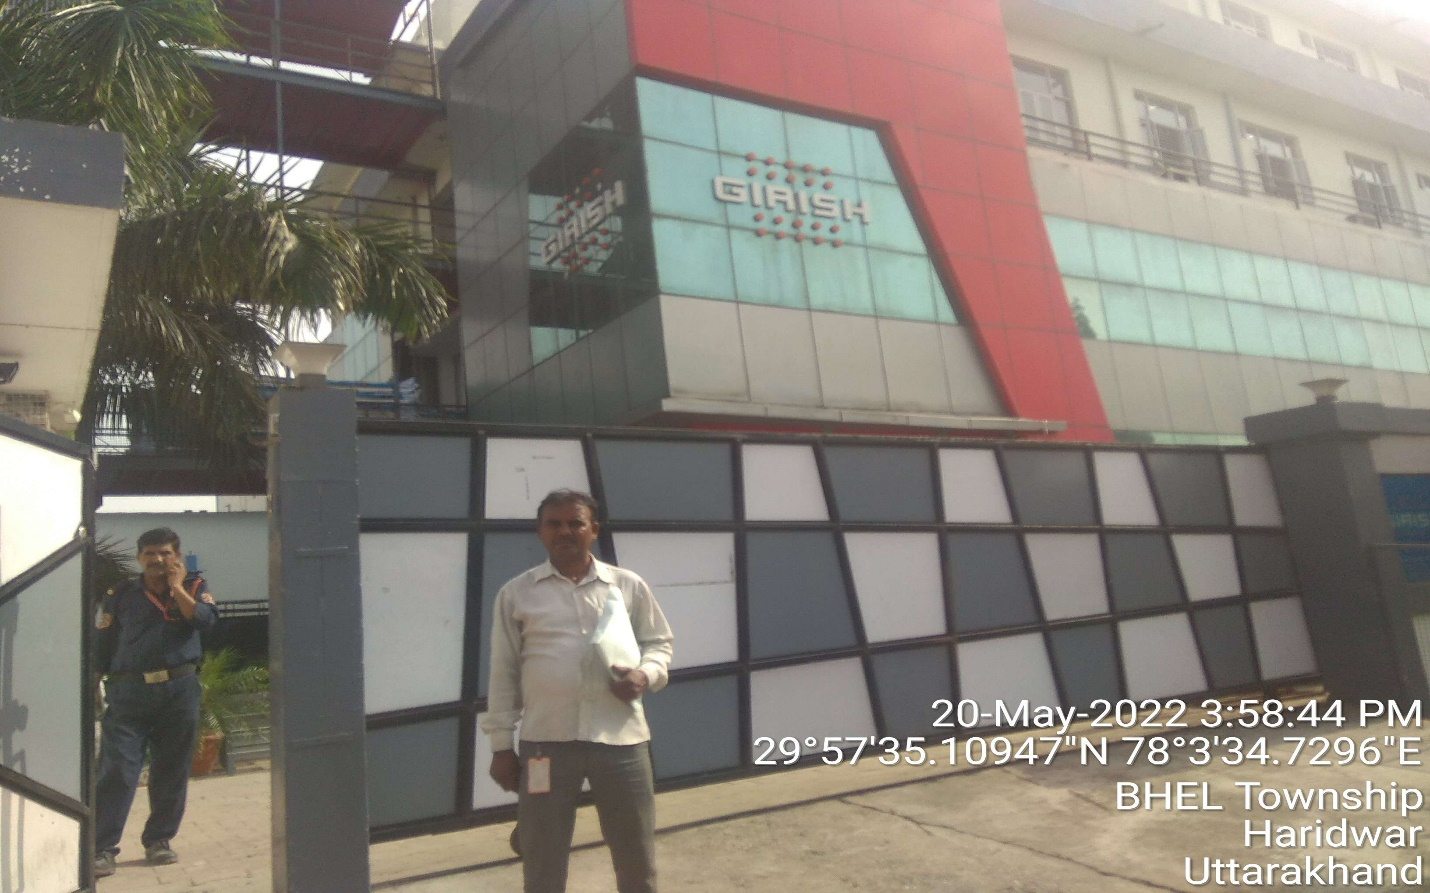 GIRISH
GIRISH
20-May-2022 3:58:44 PM
29°57'35.10947"N 78°3'34.7296"E
BHEL Township
Haridwar
Uttarakhand